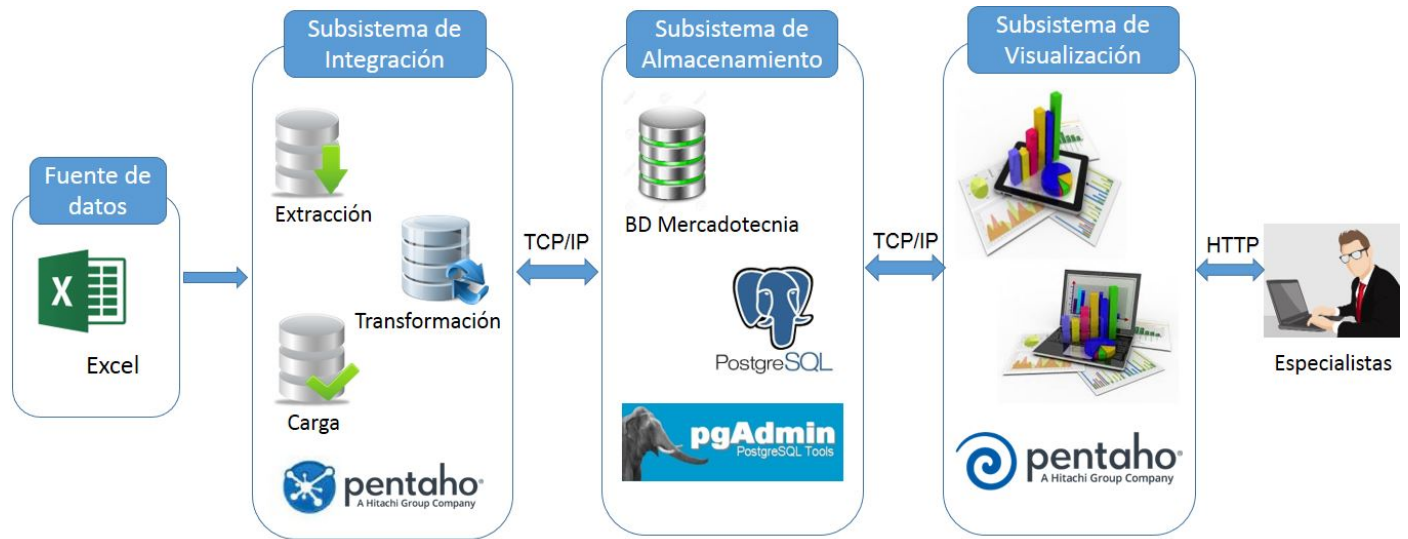 Fuente de
datos
Excel
Subsistema de
Integración
Extracción
Transformación
Carga
pentaho
A Hitachi Group Company
TCP/IP
Subsistema de
Almacenamiento
BD Mercadotecnia
PostgreSQL
pgAdmin
PostgreSQL Tools
TCP/IP
Subsistema de
Visualización
pentaho
A Hitachi Group Company
HTTP
Especialistas